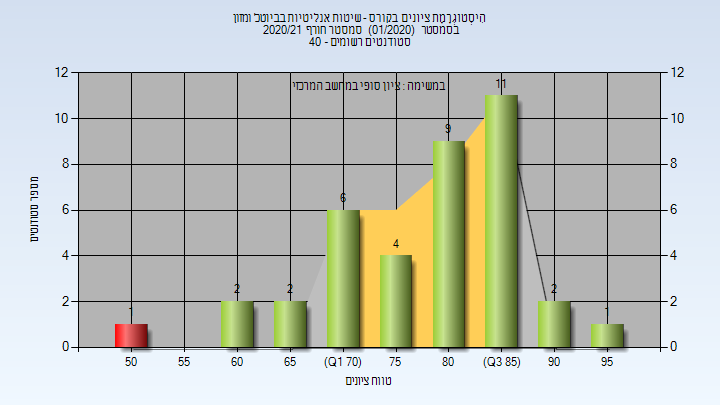 היסטוגרמת ציונים בקורס - שיטות אנליטיות בביוטכ' ומזון
בסמסטר (01/2020) סמסטר חורף 2020/21
סטודנטים רשומים - 40
במשימה : ציון סופי במחשב המרכזי
מספר סטודנטים
12 12
10 10
8 8
6 6
4 4
2 2
0 0
1 2 2 6 4 9 11 2 1
50 55 60 65 (Q1 70) 75 80 (Q3 85) 90 95
טווח ציונים